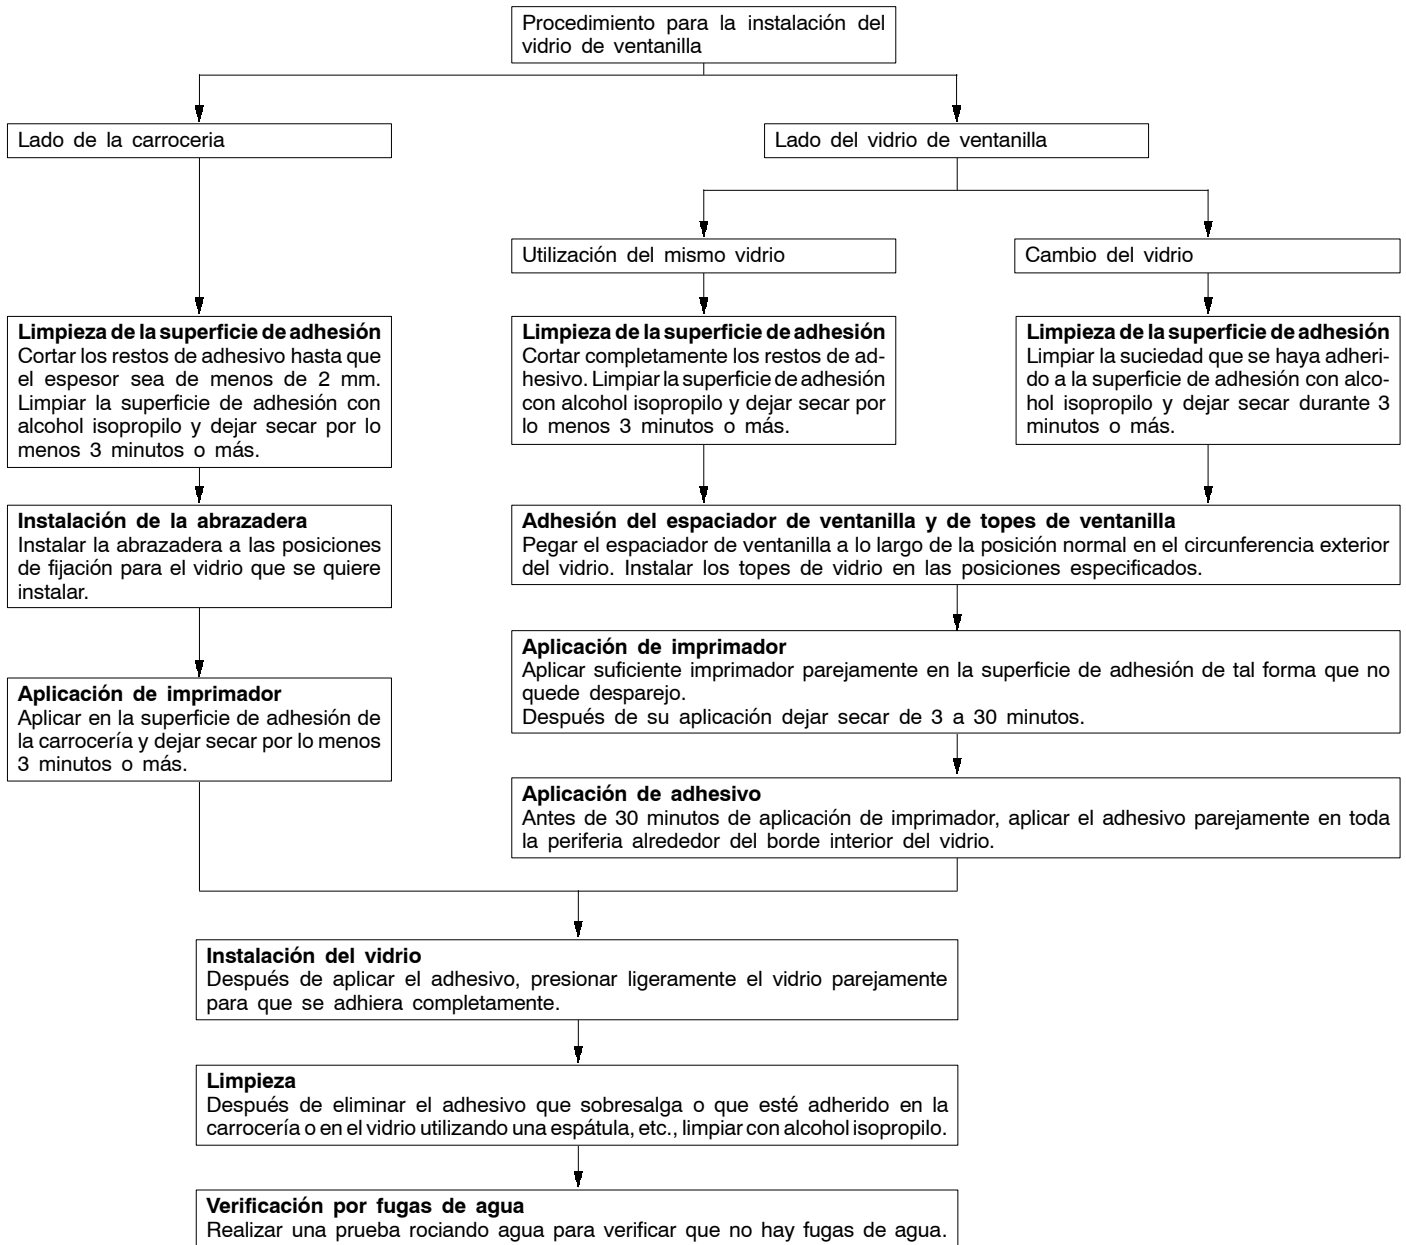 Procedimiento para la instalación del
vidrio de ventanilla
Lado de la carroceria
Lado del vidrio de ventanilla
Utilización del mismo vidrio
Cambio del vidrio
Limpieza de la superficie de adhesión
Cortar los restos de adhesivo hasta que
el espesor sea de menos de 2 mm.
Limpiar la superficie de adhesión con
alcohol isopropilo y dejar secar por lo
menos 3 minutos o más.
Limpieza de la superficie de adhesión
Cortar completamente los restos de ad-
hesivo. Limpiar la superficie de adhesión
con alcohol isopropilo y dejar secar por
lo menos 3 minutos o más.
Limpieza de la superficie de adhesión
Limpiar la suciedad que se haya adheri-
do a la superficie de adhesión con alco-
hol isopropilo y dejar secar durante 3
minutos o más.
Instalación de la abrazadera
Instalar la abrazadera a las posiciones
de fijación para el vidrio que se quiere
instalar.
Adhesión del espaciador de ventanilla y de topes de ventanilla
Pegar el espaciador de ventanilla a lo largo de la posición normal en el circunferencia exterior
del vidrio. Instalar los topes de vidrio en las posiciones especificados.
Aplicación de imprimador
Aplicar suficiente imprimador parejamente en la superficie de adhesión de tal forma que no
quede desparejo.
Después de su aplicación dejar secar de 3 a 30 minutos.
Aplicación de imprimador
Aplicar en la superficie de adhesión de
la carrocería y dejar secar por lo menos
3 minutos o más.
Aplicación de adhesivo
Antes de 30 minutos de aplicación de imprimador, aplicar el adhesivo parejamente en toda
la periferia alrededor del borde interior del vidrio.
Instalación del vidrio
Después de aplicar el adhesivo, presionar ligeramente el vidrio parejamente
para que se adhiera completamente.
Limpieza
Después de eliminar el adhesivo que sobresalga o que esté adherido en la
carrocería o en el vidrio utilizando una espátula, etc., limpiar con alcohol isopropilo.
Verificación por fugas de agua
Realizar una prueba rociando agua para verificar que no hay fugas de agua.